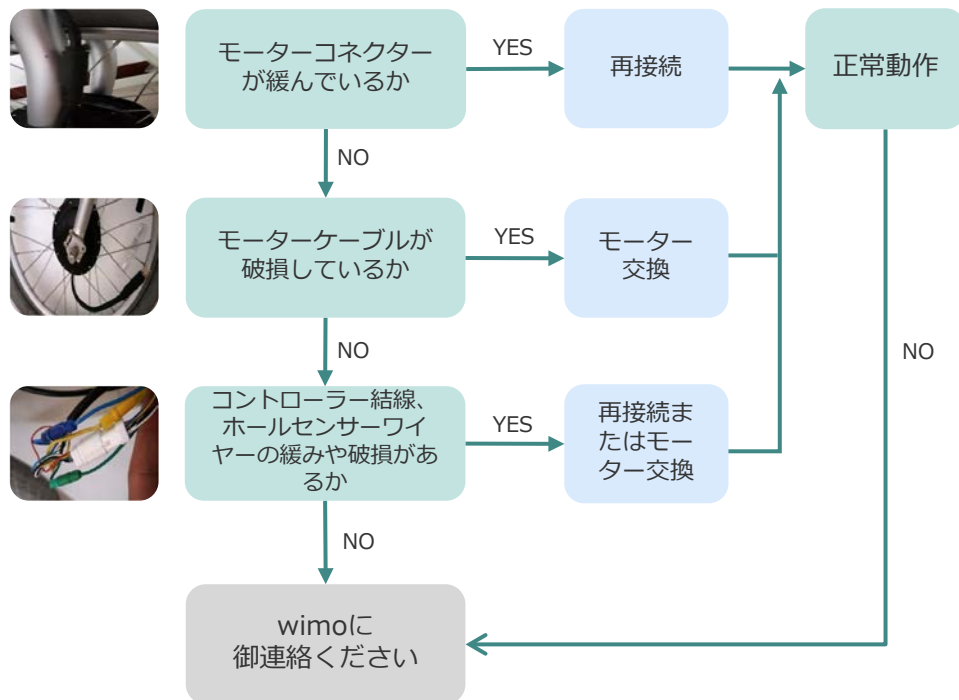 モーターコネクター
が緩んでいるか
YES
再接続
正常動作
NO
モーターケーブルが
破損しているか
YES
モーター
交換
NO
NO
コントローラー結線、
ホールセンサーワイ
ヤーの緩みや破損があ
るか
YES
再接続ま
たはモー
ター交換
NO
wimoに
御連絡ください